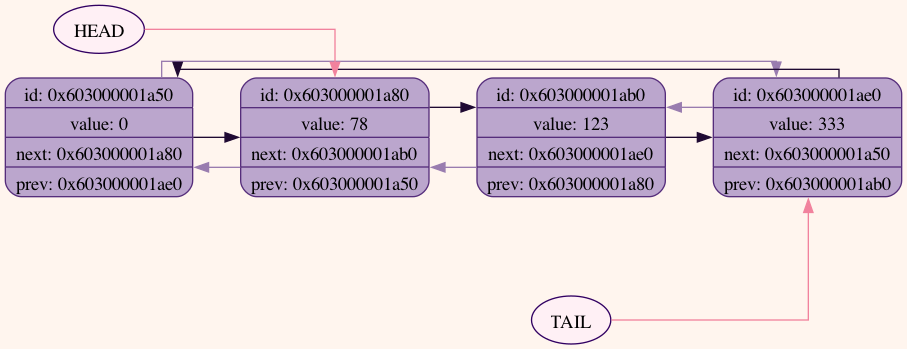 HEAD
id: 0x603000001a50
value: 0
next: 0x603000001a80
prev: 0x603000001ae0
id: 0x603000001a80
value: 78
next: 0x603000001ab0
prev: 0x603000001a50
id: 0x603000001ab0
value: 123
next: 0x603000001ae0
prev: 0x603000001a80
id: 0x603000001ae0
value: 333
next: 0x603000001a50
prev: 0x603000001ab0
TAIL